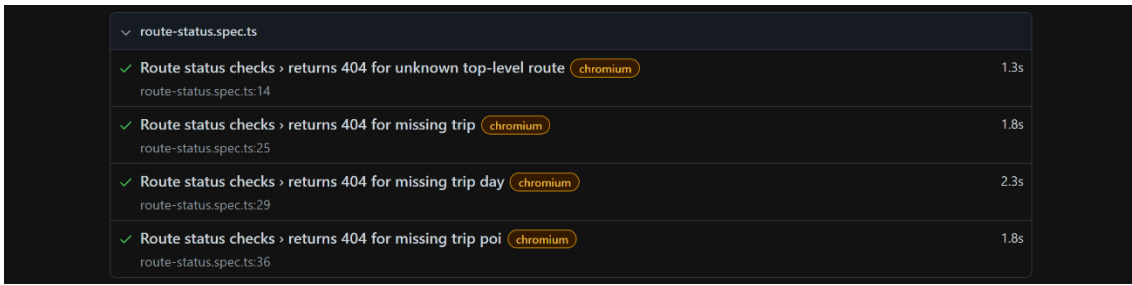 route-status.spec.ts
Route status checks › returns 404 for unknown top-level route chromium 1.3s
route-status.spec.ts:14
Route status checks › returns 404 for missing trip chromium 1.8s
route-status.spec.ts:25
Route status checks › returns 404 for missing trip day chromium 2.3s
route-status.spec.ts:29
Route status checks › returns 404 for missing trip poi chromium 1.8s
route-status.spec.ts:36